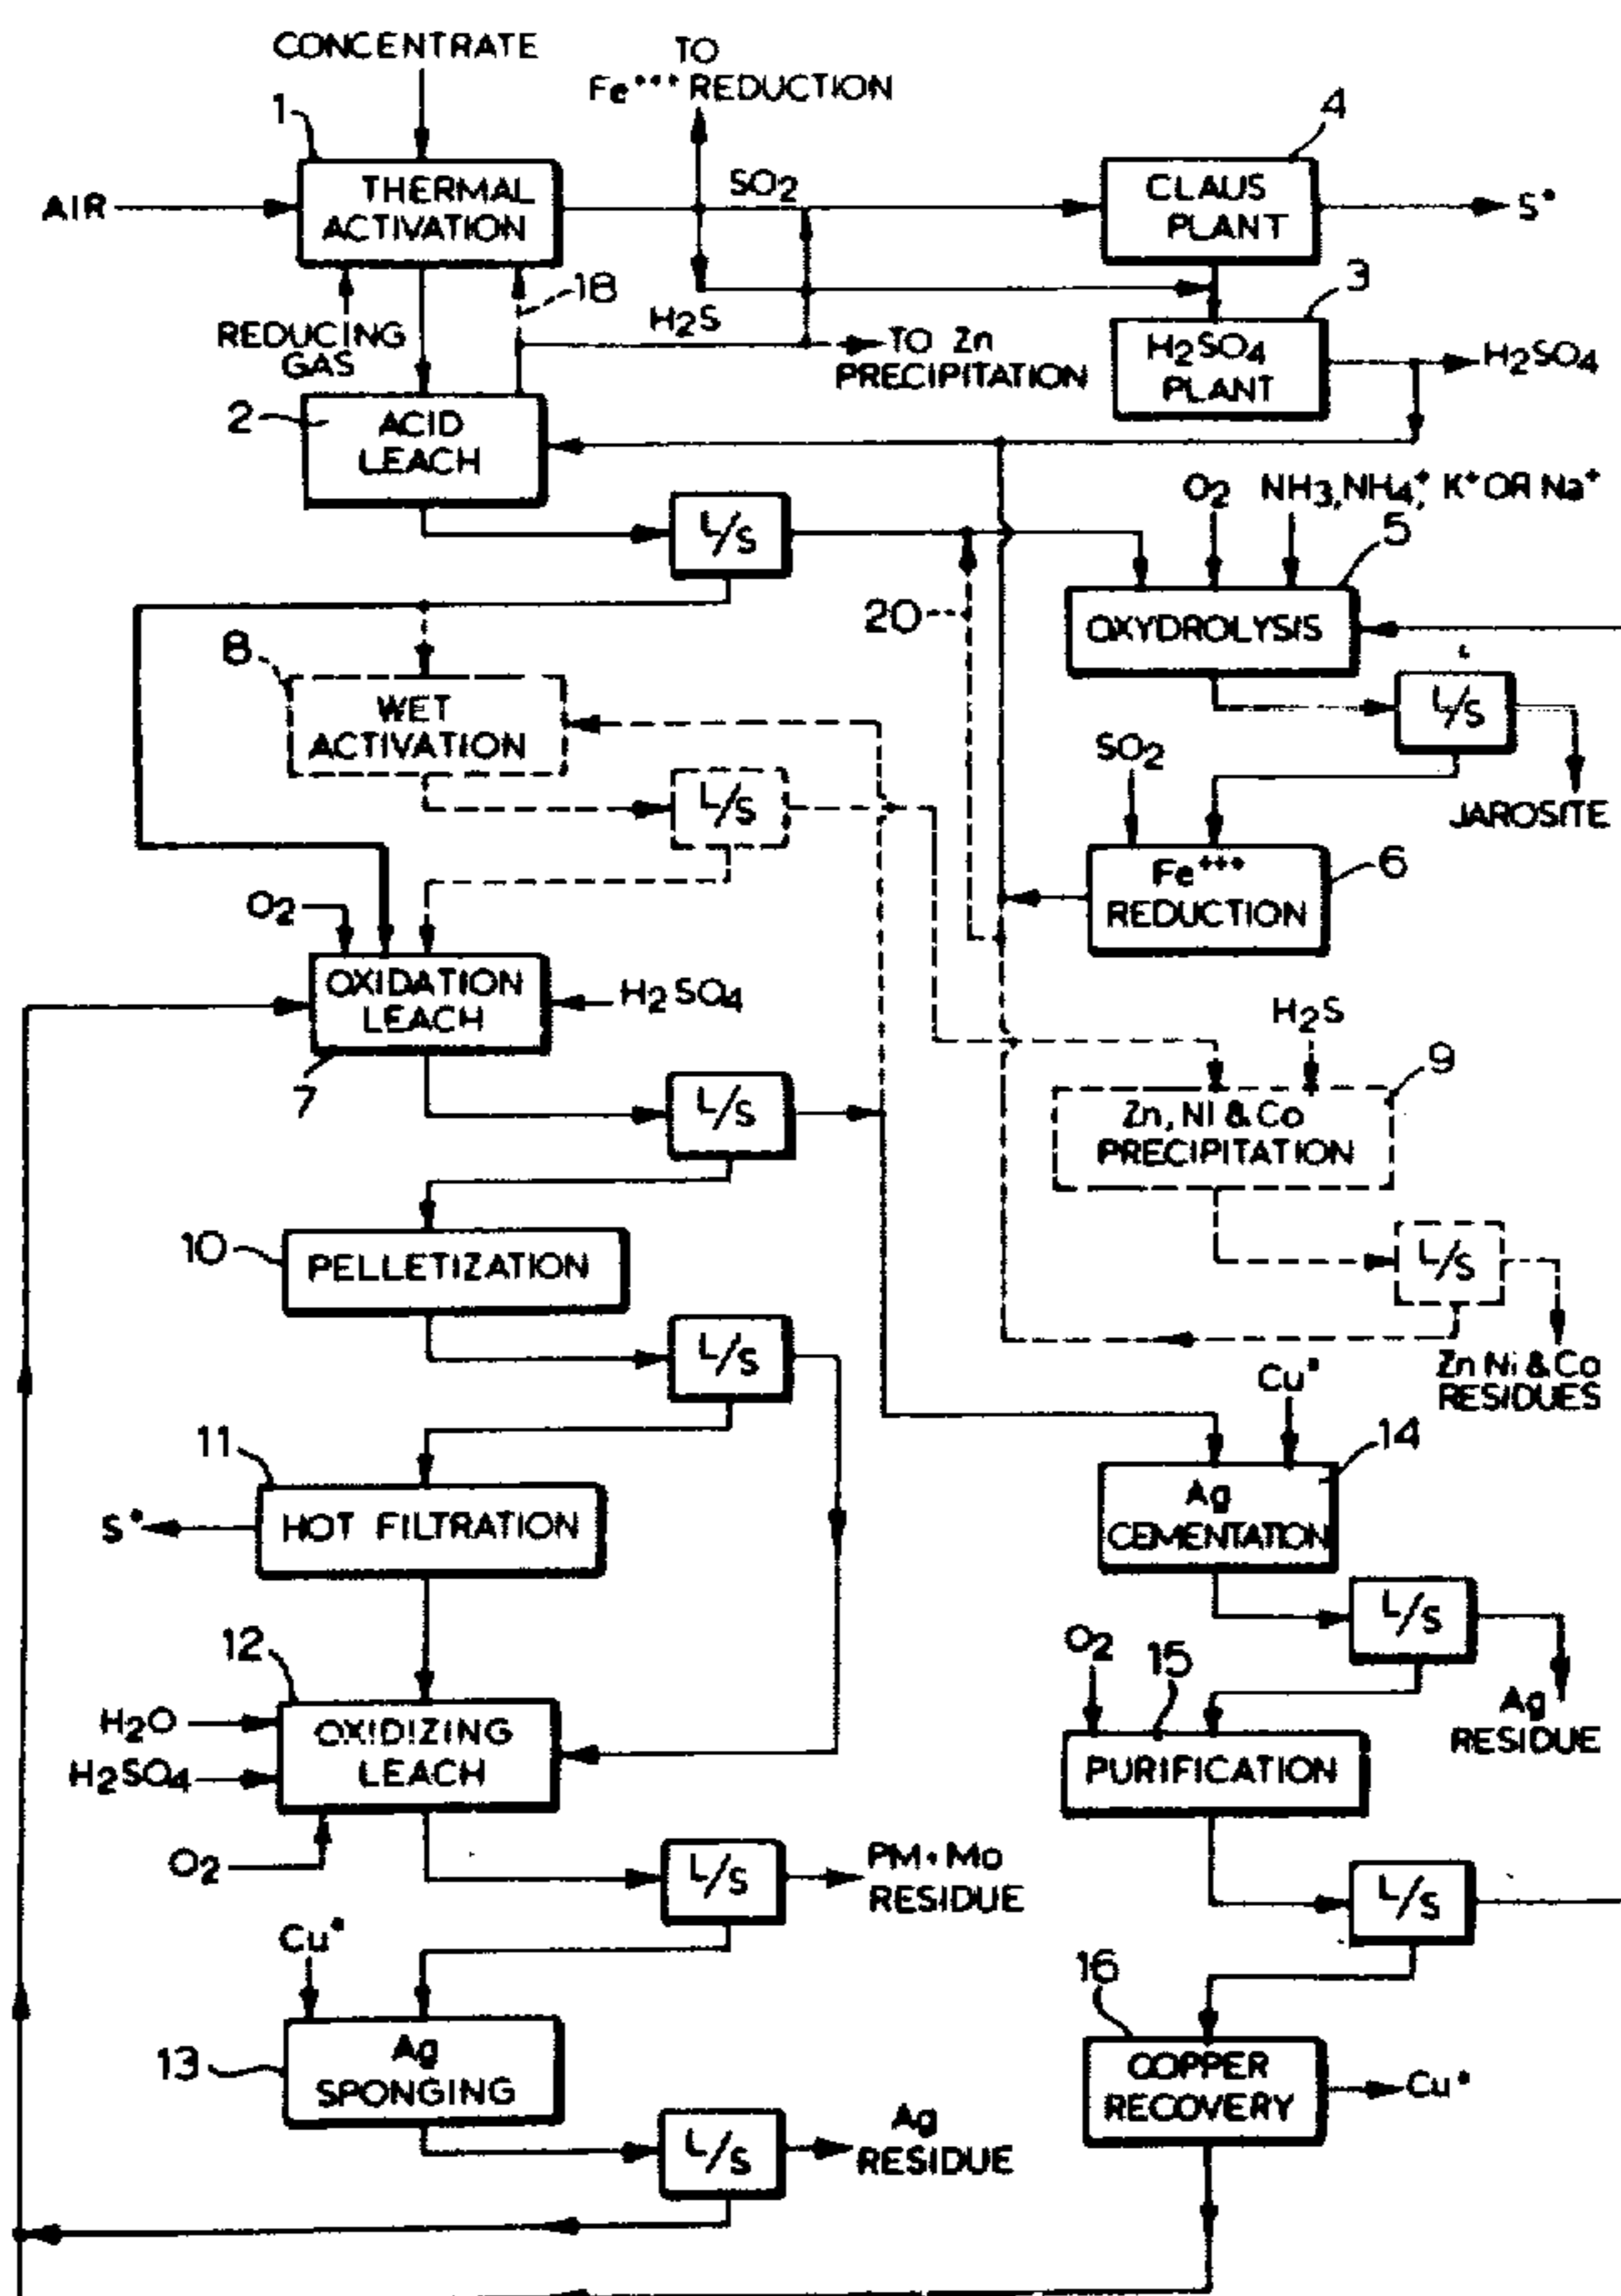 CONCENTRATE
TO
Fe+++ REDUCTION
1
4
AIR
THERMAL
ACTIVATION
SO2
CLAUS
PLANT
S°
18
3
REDUCING
GAS
H2S
TO Zn
PRECIPITATION
H2SO4
PLANT
H2SO4
2
ACID
LEACH
O2
NH3, NH4+, K+ OR Na+
L/S
5
20
OXYDROLYSIS
8
WET
ACTIVATION
L/S
L/S
SO2
JAROSITE
Fe+++
REDUCTION
6
O2
OXIDATION
LEACH
H2SO4
7
H2S
9
L/S
Zn, Ni & Co
PRECIPITATION
10
PELLETIZATION
L/S
L/S
Zn Ni & Co
RESIDUES
Cu°
11
14
S°
HOT FILTRATION
Ag
CEMENTATION
L/S
12
O2
15
H2O
OXIDIZING
LEACH
H2SO4
Ag
RESIDUE
PURIFICATION
O2
L/S
PM + Mo
RESIDUE
L/S
Cu°
16
13
Ag
SPONGING
COPPER
RECOVERY
Cu°
L/S
Ag
RESIDUE